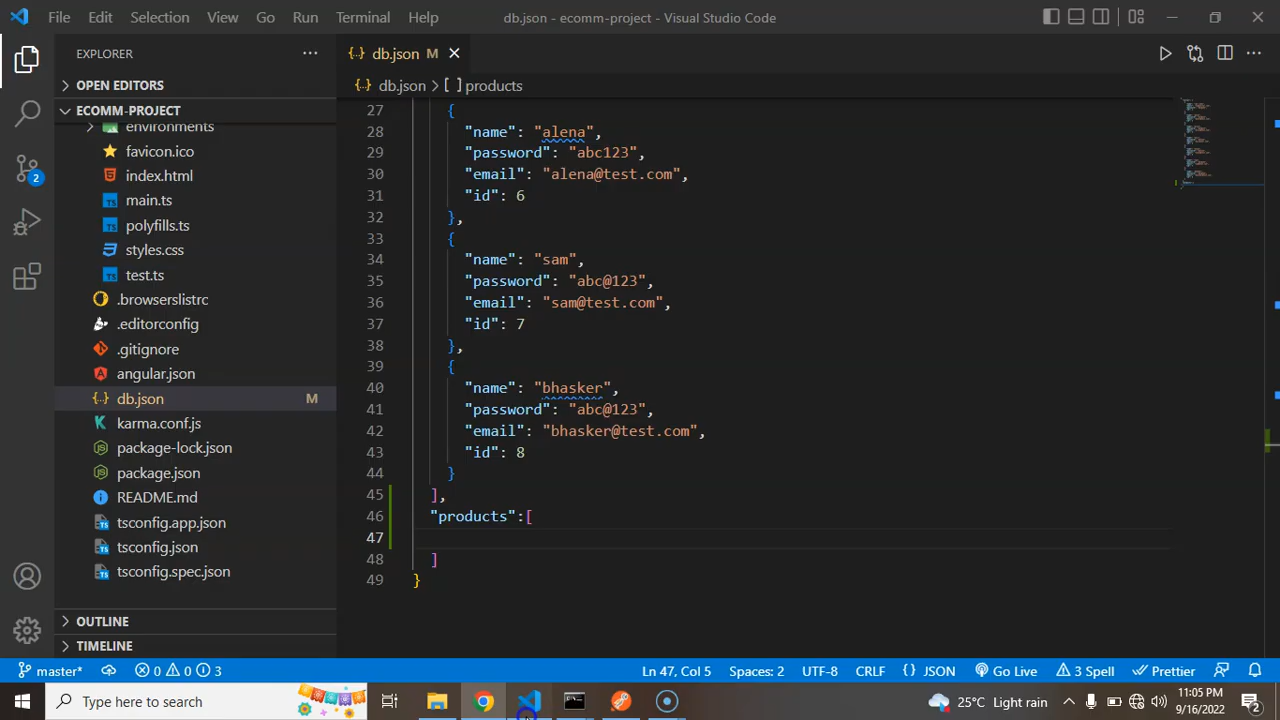 File Edit Selection View Go Run Terminal Help db.json - ecomm-project - Visual Studio Code
EXPLORER
OPEN EDITORS
ECOMM-PROJECT
environments
favicon.ico
index.html
main.ts
polyfills.ts
styles.css
test.ts
.browserslistrc
.editorconfig
.gitignore
angular.json
db.json M
karma.conf.js
package-lock.json
package.json
README.md
tsconfig.app.json
tsconfig.json
tsconfig.spec.json
OUTLINE
TIMELINE
2
db.json M
db.json > [ ] products
27 {
28 "name": "alena",
29 "password": "abc123",
30 "email": "alena@test.com",
31 "id": 6
32 },
33 {
34 "name": "sam",
35 "password": "abc@123",
36 "email": "sam@test.com",
37 "id": 7
38 },
39 {
40 "name": "bhasker",
41 "password": "abc@123",
42 "email": "bhasker@test.com",
43 "id": 8
44 }
45 ],
46 "products":[
47
48 ]
49 }
master* 0 0 3 Ln 47, Col 5 Spaces: 2 UTF-8 CRLF {} JSON Go Live 3 Spell Prettier
Type here to search 25°C Light rain 11:05 PM
9/16/2022 2